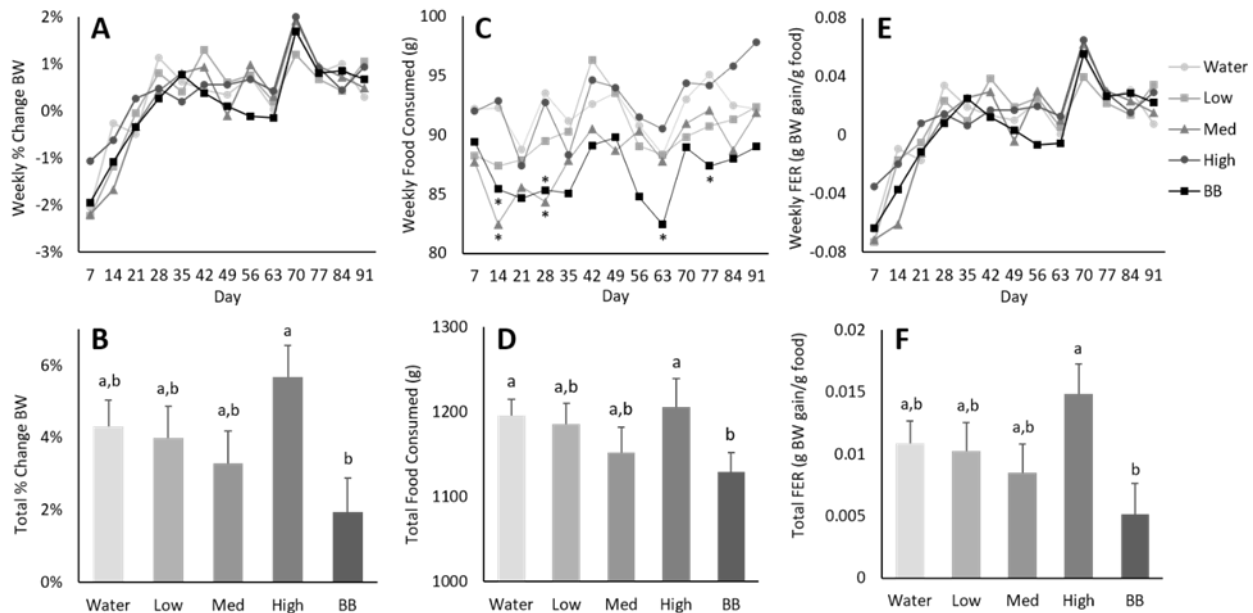 A
Weekly % Change BW
2%
1%
0%
-1%
-2%
-3%
7 14 21 28 35 42 49 56 63 70 77 84 91
Day
C
Weekly Food Consumed (g)
100
95
90
85
80
*
*
*
*
*
*
7 14 21 28 35 42 49 56 63 70 77 84 91
Day
E
Weekly FER (g BW gain/g food)
0.08
0.04
0
-0.04
-0.08
7 14 21 28 35 42 49 56 63 70 77 84 91
Day
Water
Low
Med
High
BB
B
Total % Change BW
6%
4%
2%
0%
a,b
a,b
a,b
a
b
Water Low Med High BB
D
Total Food Consumed (g)
1300
1200
1100
1000
a
a,b
a,b
a
b
Water Low Med High BB
F
Total FER (g BW gain/g food)
0.02
0.015
0.01
0.005
0
a,b
a,b
a,b
a
b
Water Low Med High BB